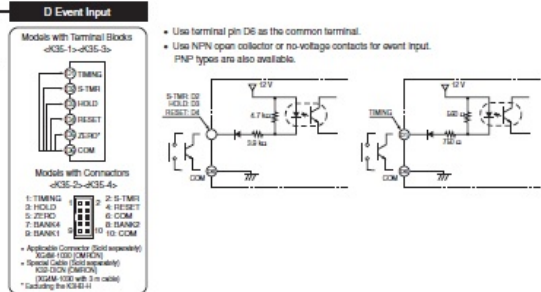 D Event Input
Models with Terminal Blocks
<K35-1><K35-3>
TIMING
S-TMR
HOLD
RESET
ZERO*
COM
Models with Connectors
<K35-2><K35-4>
1: TIMING
2: S-TMR
3: HOLD
4: RESET
5: ZERO
6: COM
7: BANK4
8: BANK2
9: BANK1
10: COM
1
2
9
10
• Applicable Connector (Sold separately)
XG4M-1030 (OMRON)
• Special Cable (Sold separately)
K32-DICN (OMRON)
(XG4M-1030 with 3 m cable)
* Excluding the K3HB-H
• Use terminal pin D6 as the common terminal.
• Use NPN open collector or no-voltage contacts for event input.
PNP types are also available.
S-TMR: D2
HOLD: D3
RESET: D4
12 V
4.7 kΩ
3.9 kΩ
COM
TIMING
12 V
750 Ω
COM